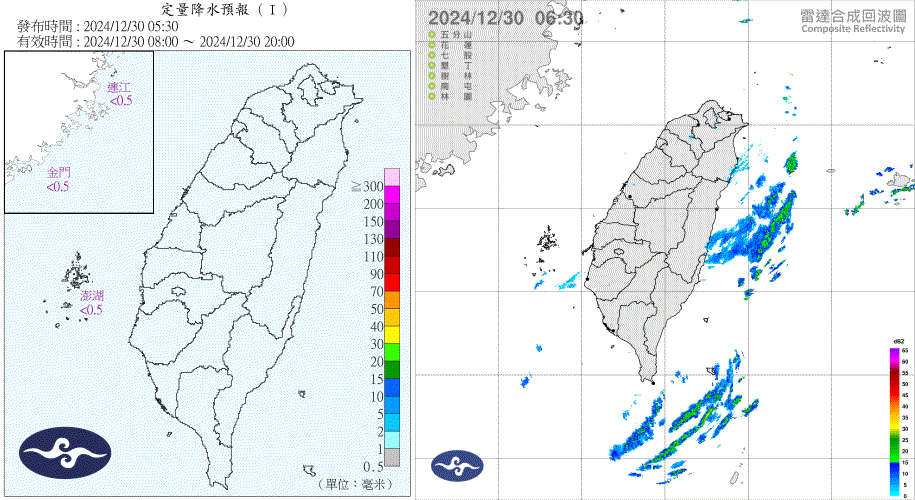 定量降水預報（Ⅰ）
發布時間：2024/12/30 05:30
有效時間：2024/12/30 08:00 ～ 2024/12/30 20:00
連江
<0.5
金門
<0.5
澎湖
<0.5
≧
300
200
150
130
110
90
70
50
40
30
20
15
10
5
2
1
0.5
（單位：毫米）
2024/12/30 06:30
雷達合成回波圖
Composite Reflectivity
五分山
花蓮
七股
墾丁
樹林
南屯
林園
dBZ
65
60
55
50
45
40
35
30
25
20
15
10
5
0